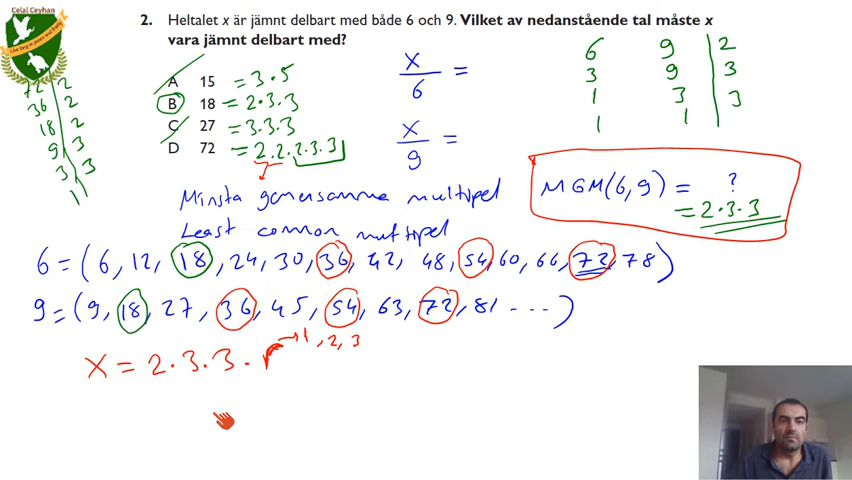 Celal Ceyhan
2. Heltalet x är jämnt delbart med både 6 och 9. Vilket av nedanstående tal måste x
vara jämnt delbart med?
A 15 = 3·5
B 18 = 2·3·3
C 27 = 3·3·3
D 72 = 2·2·2·3·3
x/6 =
x/9 =
6 9 | 2
3 9 | 3
1 3 | 3
1 1
72 | 2
36 | 2
18 | 2
9 | 3
3 | 3
1
MGM(6,9) = ?
= 2·3·3
Minsta gemensamma multipel
Least common multipel
6 = (6, 12, 18, 24, 30, 36, 42, 48, 54, 60, 66, 72, 78)
9 = (9, 18, 27, 36, 45, 54, 63, 72, 81 ...)
x = 2·3·3·r → 1, 2, 3